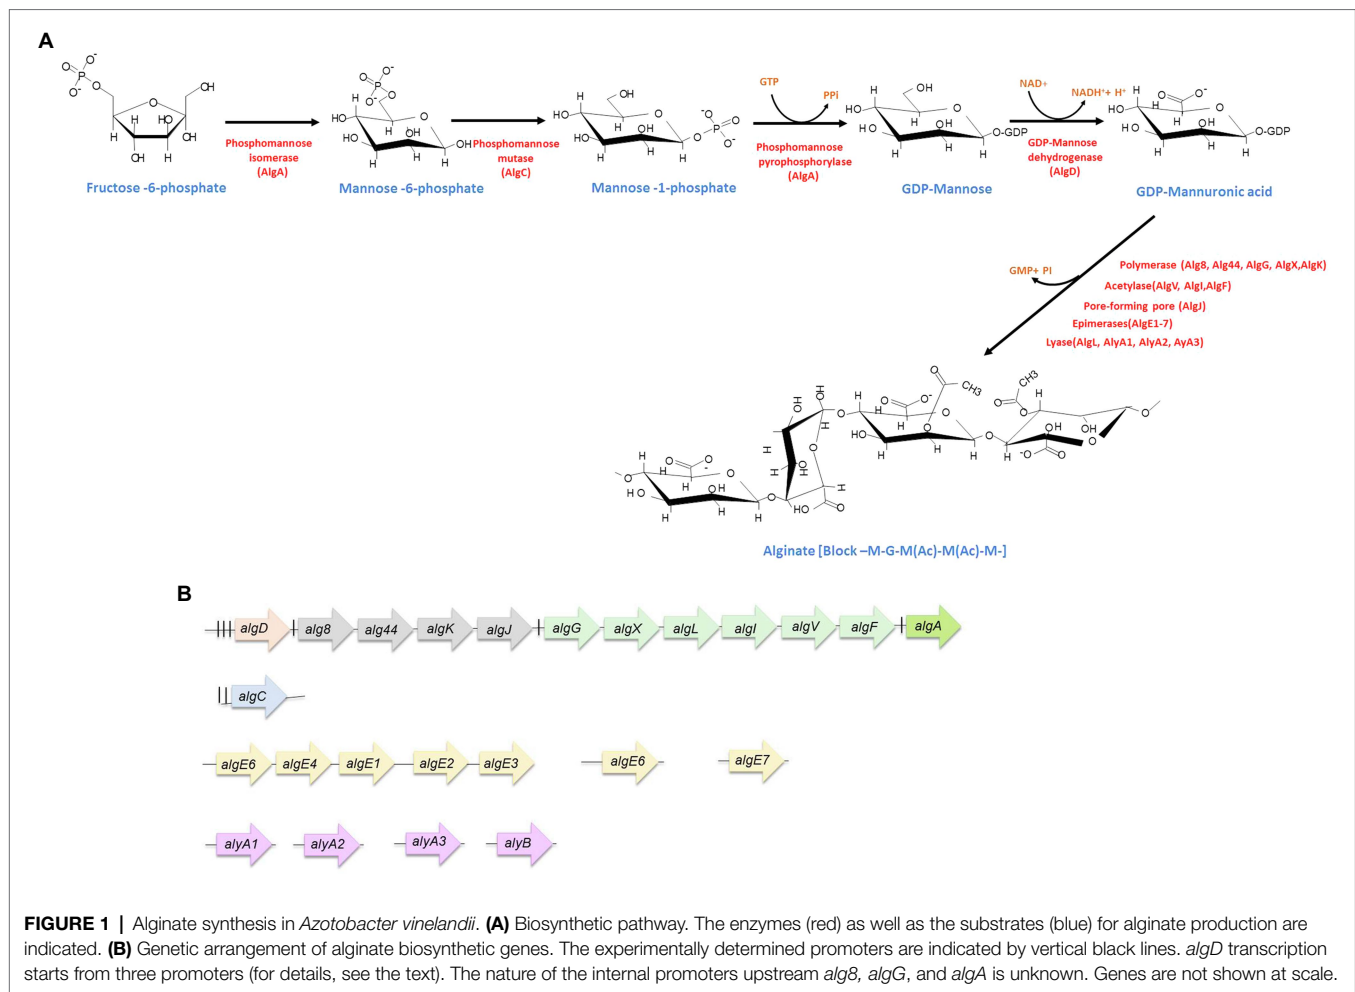 A
Fructose -6-phosphate
Phosphomannose
isomerase
(AlgA)
Mannose -6-phosphate
Phosphomannose
mutase
(AlgC)
Mannose -1-phosphate
GTP
PPi
Phosphomannose
pyrophosphorylase
(AlgA)
GDP-Mannose
O-GDP
NAD+
NADH⁺+ H⁺
GDP-Mannose
dehydrogenase
(AlgD)
O-GDP
GDP-Mannuronic acid
GMP+ PI
Polymerase (Alg8, Alg44, AlgG, AlgX,AlgK)
Acetylase(AlgV, AlgI,AlgF)
Pore-forming pore (AlgJ)
Epimerases(AlgE1-7)
Lyase(AlgL, AlyA1, AlyA2, AyA3)
CH3
CH3
Alginate [Block –M-G-M(Ac)-M(Ac)-M-]
B
algD alg8 alg44 algK algJ algG algX algL algI algV algF algA
algC
algE6 algE4 algE1 algE2 algE3 algE6 algE7
alyA1 alyA2 alyA3 alyB
FIGURE 1 | Alginate synthesis in Azotobacter vinelandii. (A) Biosynthetic pathway. The enzymes (red) as well as the substrates (blue) for alginate production are
indicated. (B) Genetic arrangement of alginate biosynthetic genes. The experimentally determined promoters are indicated by vertical black lines. algD transcription
starts from three promoters (for details, see the text). The nature of the internal promoters upstream alg8, algG, and algA is unknown. Genes are not shown at scale.